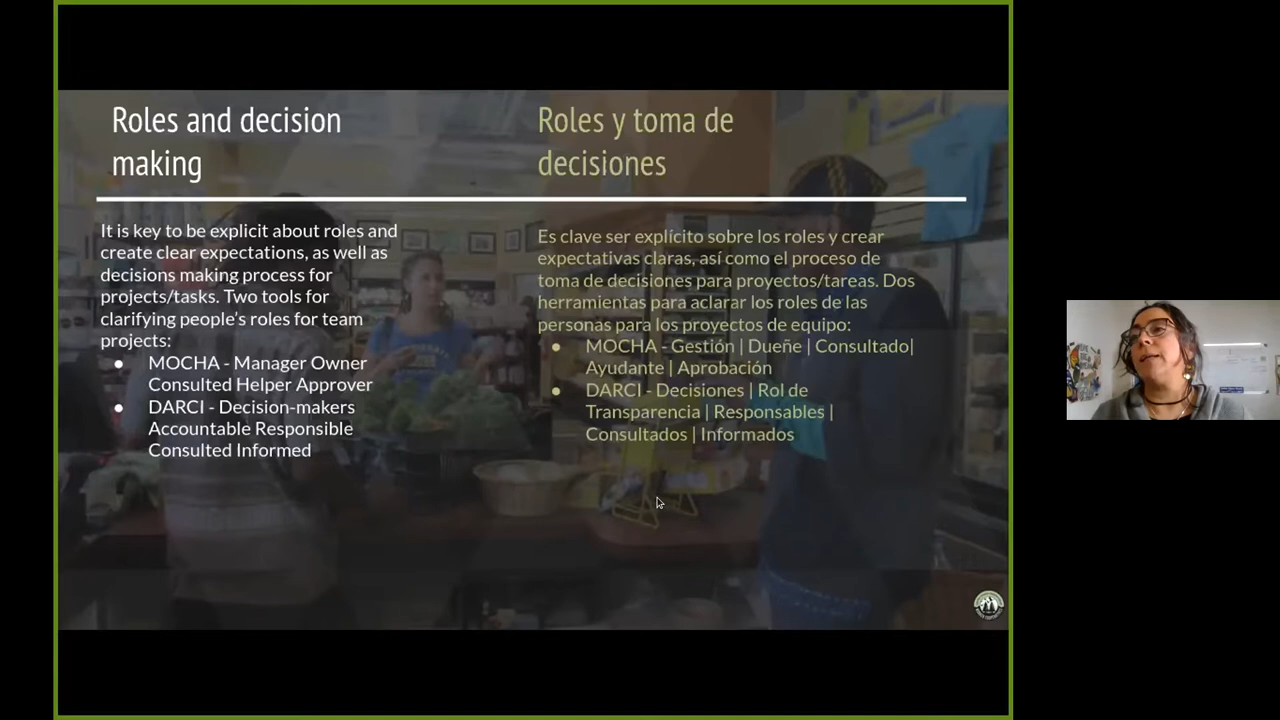 Roles and decision
making
It is key to be explicit about roles and
create clear expectations, as well as
decisions making process for
projects/tasks. Two tools for
clarifying people's roles for team
projects:
● MOCHA - Manager Owner
Consulted Helper Approver
● DARCI - Decision-makers
Accountable Responsible
Consulted Informed
Roles y toma de
decisiones
Es clave ser explícito sobre los roles y crear
expectativas claras, así como el proceso de
toma de decisiones para proyectos/tareas. Dos
herramientas para aclarar los roles de las
personas para los proyectos de equipo:
● MOCHA - Gestión | Dueñe | Consultado|
Ayudante | Aprobación
● DARCI - Decisiones | Rol de
Transparencia | Responsables |
Consultados | Informados